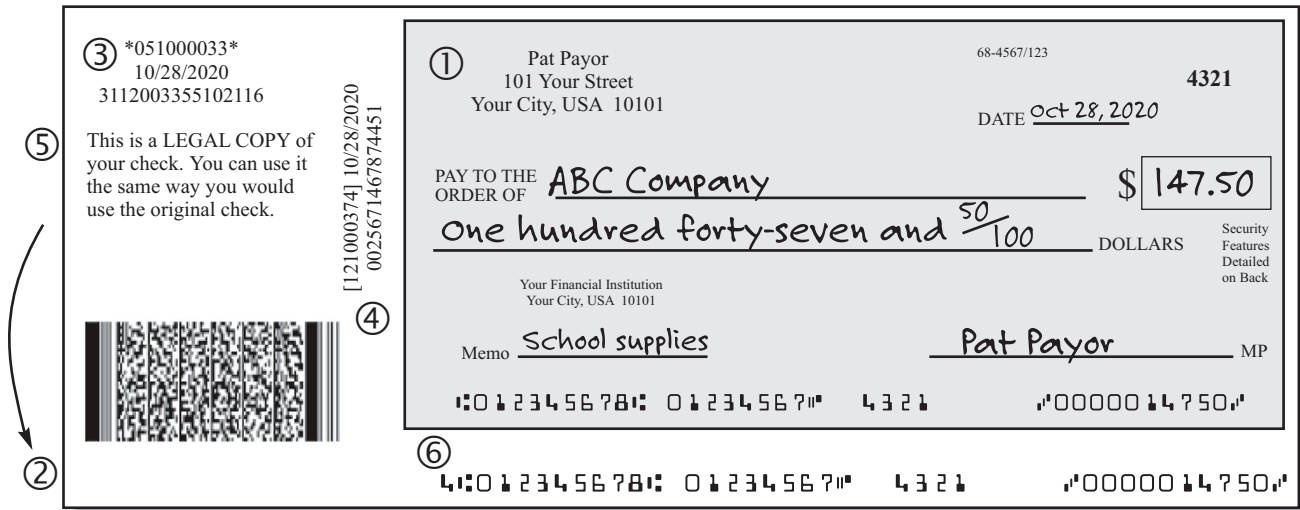 ③ *051000033*
10/28/2020
3112003355102116
⑤ This is a LEGAL COPY of
your check. You can use it
the same way you would
use the original check.
②
[121000374] 10/28/2020
0025671467874451
④
① Pat Payor
101 Your Street
Your City, USA 10101
68-4567/123
4321
DATE Oct 28, 2020
PAY TO THE
ORDER OF ABC Company $ 147.50
One hundred forty-seven and 50/100 DOLLARS
Security
Features
Detailed
on Back
Your Financial Institution
Your City, USA 10101
Memo School supplies Pat Payor MP
⑆012345678⑆ 01234567⑈ 4321 ⑇0000014750⑇
⑥
4⑆012345678⑆ 01234567⑈ 4321 ⑇0000014750⑇